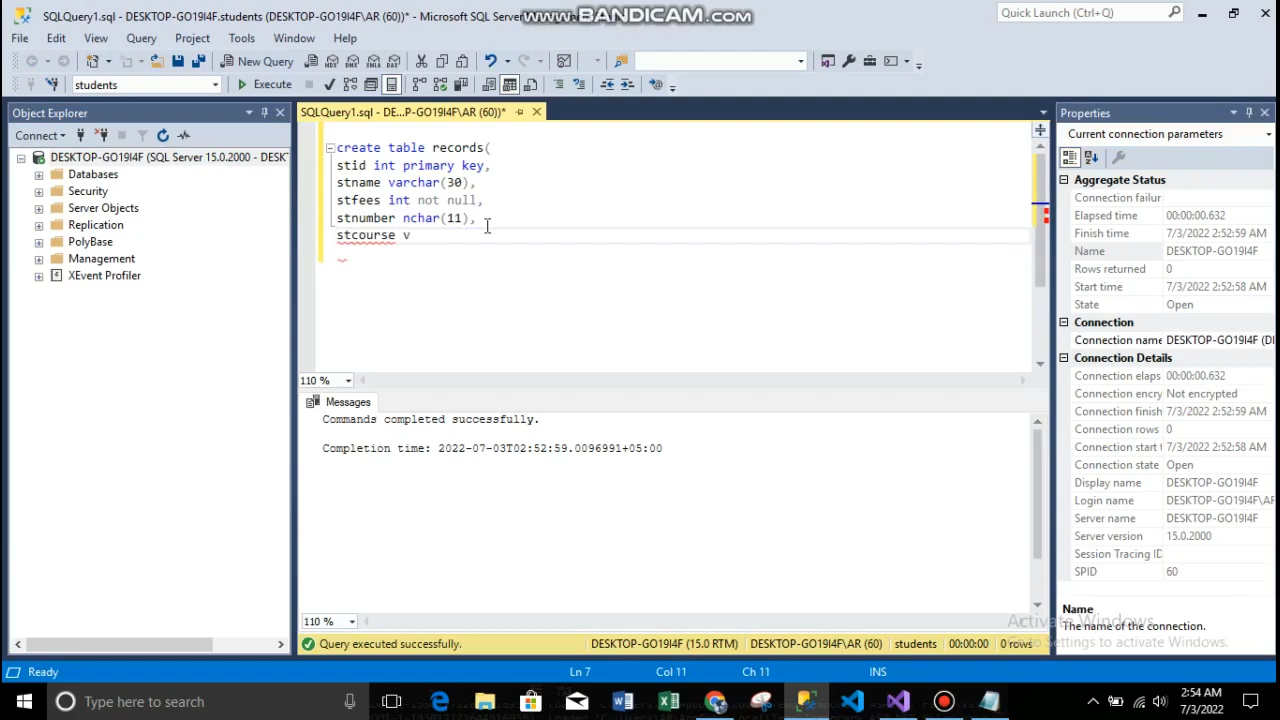 SQLQuery1.sql - DESKTOP-GO19I4F.students (DESKTOP-GO19I4F\AR (60))* - Microsoft SQL Server
www.BANDICAM.com
Quick Launch (Ctrl+Q)
File Edit View Query Project Tools Window Help
New Query
MDX DMX XMLA DAX
students
Execute
Object Explorer
SQLQuery1.sql - DE...P-GO19I4F\AR (60))*
Properties
Connect
Current connection parameters
DESKTOP-GO19I4F (SQL Server 15.0.2000 - DESKT
Databases
Security
Server Objects
Replication
PolyBase
Management
XEvent Profiler
create table records(
stid int primary key,
stname varchar(30),
stfees int not null,
stnumber nchar(11),
stcourse v
110 %
Messages
Commands completed successfully.
Completion time: 2022-07-03T02:52:59.0096991+05:00
110 %
Aggregate Status
Connection failur
Elapsed time 00:00:00.632
Finish time 7/3/2022 2:52:59 AM
Name DESKTOP-GO19I4F
Rows returned 0
Start time 7/3/2022 2:52:58 AM
State Open
Connection
Connection name DESKTOP-GO19I4F (D
Connection Details
Connection elaps 00:00:00.632
Connection encry Not encrypted
Connection finish 7/3/2022 2:52:59 AM
Connection rows 0
Connection start t 7/3/2022 2:52:58 AM
Connection state Open
Display name DESKTOP-GO19I4F
Login name DESKTOP-GO19I4F\AR
Server name DESKTOP-GO19I4F
Server version 15.0.2000
Session Tracing ID
SPID 60
Name
The name of the connection.
Activate Windows
Go to Settings to activate Windows.
Query executed successfully.
DESKTOP-GO19I4F (15.0 RTM) DESKTOP-GO19I4F\AR (60) students 00:00:00 0 rows
Ready
Ln 7 Col 11 Ch 11 INS
Type here to search
2:54 AM
7/3/2022